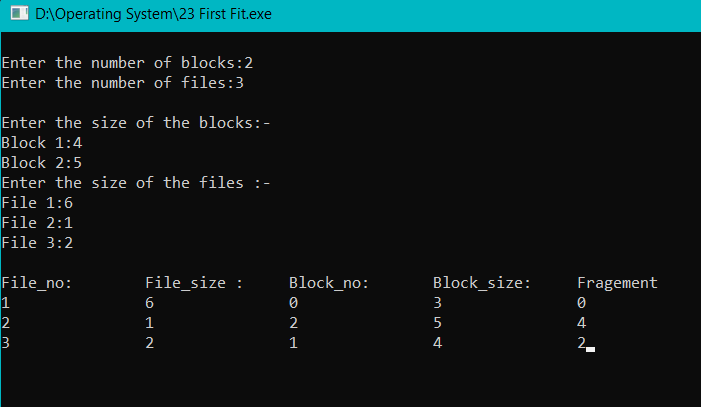 D:\Operating System\23 First Fit.exe
Enter the number of blocks:2
Enter the number of files:3
Enter the size of the blocks:-
Block 1:4
Block 2:5
Enter the size of the files :-
File 1:6
File 2:1
File 3:2
File_no: File_size : Block_no: Block_size: Fragement
1 6 0 3 0
2 1 2 5 4
3 2 1 4 2